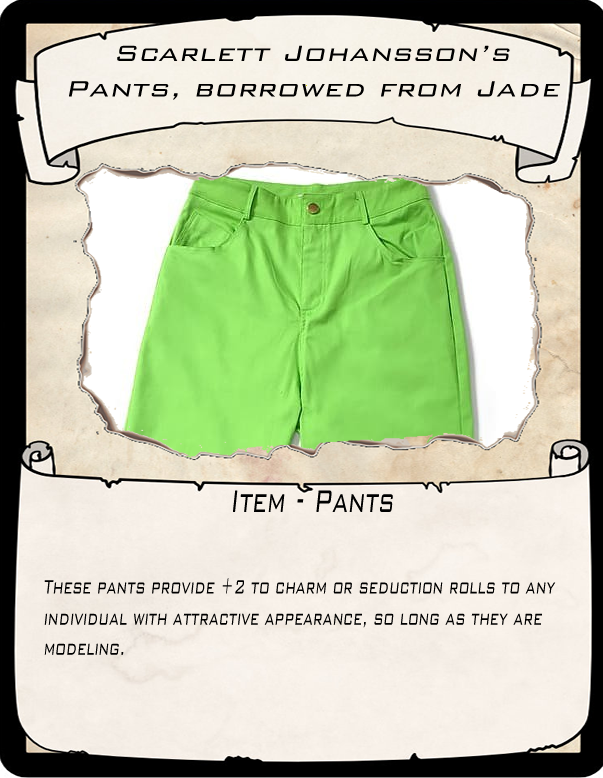 Scarlett Johansson's
Pants, borrowed from Jade
Item - Pants
These pants provide +2 to charm or seduction rolls to any
individual with attractive appearance, so long as they are
modeling.